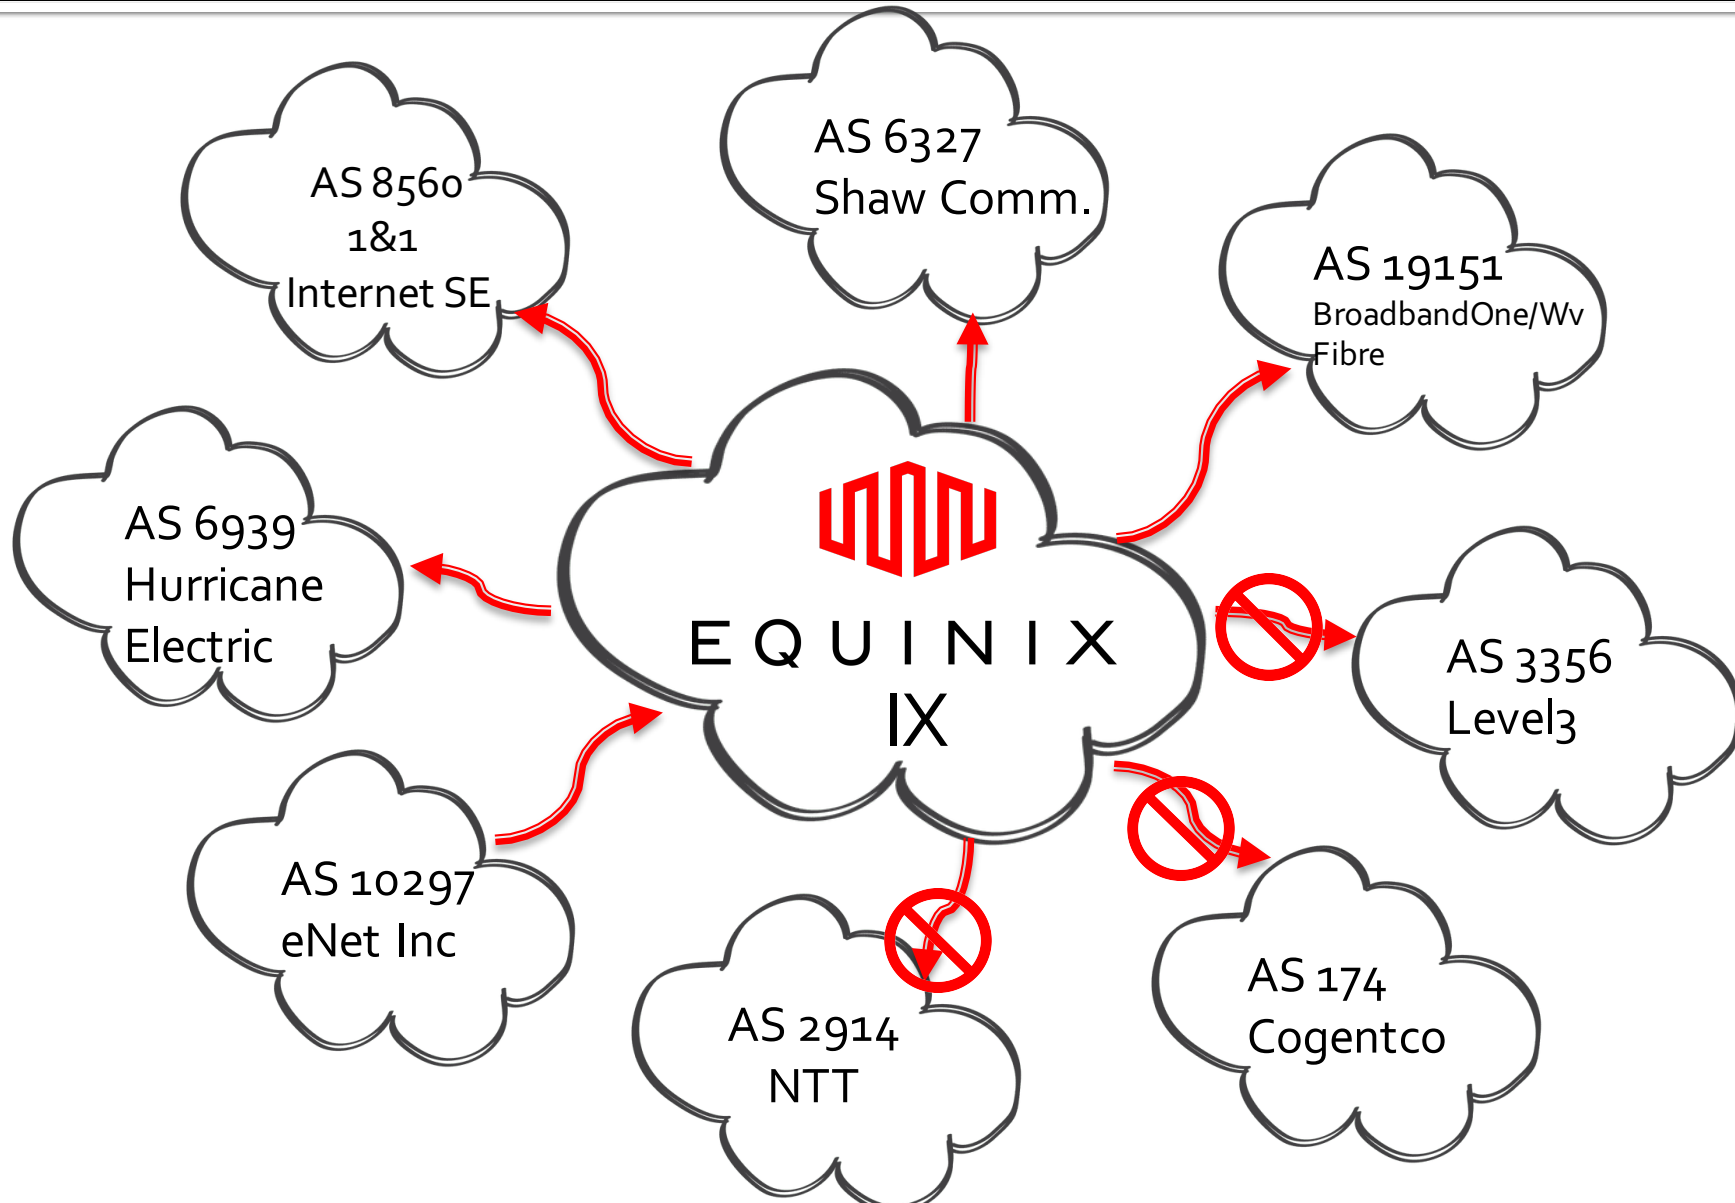 AS 6327
Shaw Comm.
AS 8560
1&1
Internet SE
AS 19151
BroadbandOne/Wv
Fibre
AS 6939
Hurricane
Electric
EQUINIX
IX
AS 3356
Level3
AS 10297
eNet Inc
AS 174
Cogentco
AS 2914
NTT